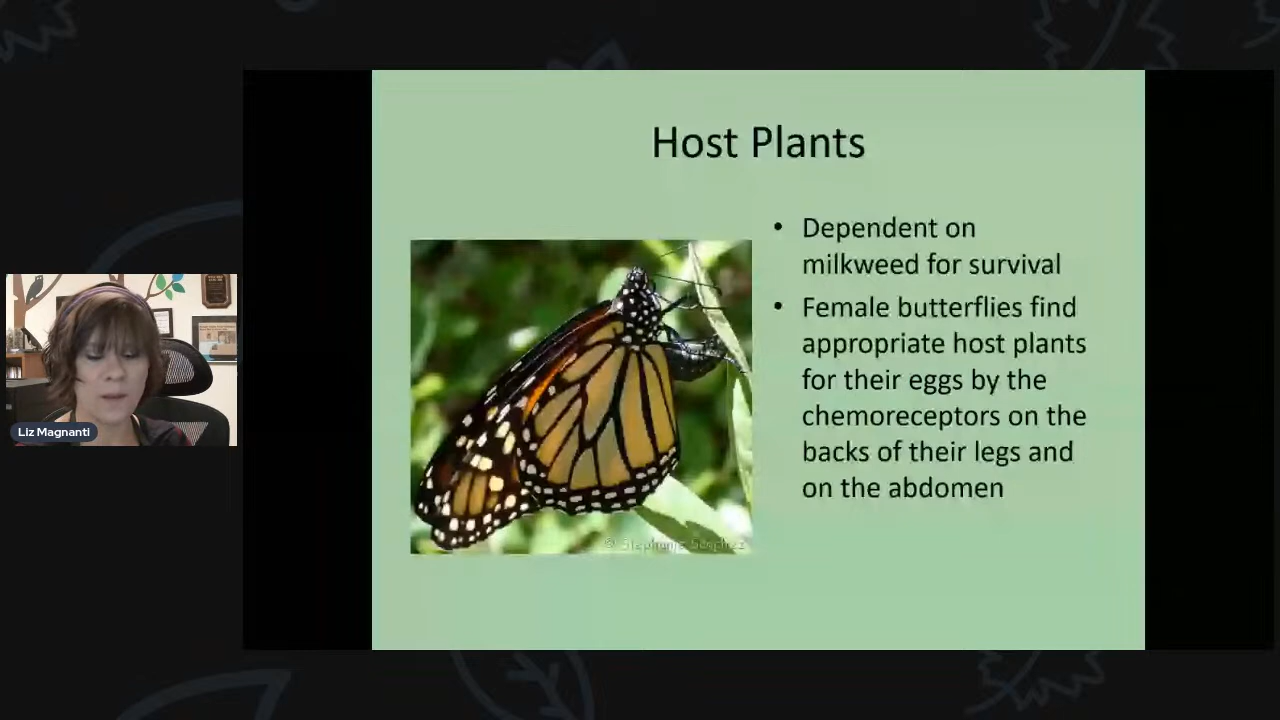 Host Plants
• Dependent on
milkweed for survival
• Female butterflies find
appropriate host plants
for their eggs by the
chemoreceptors on the
backs of their legs and
on the abdomen
Liz Magnanti